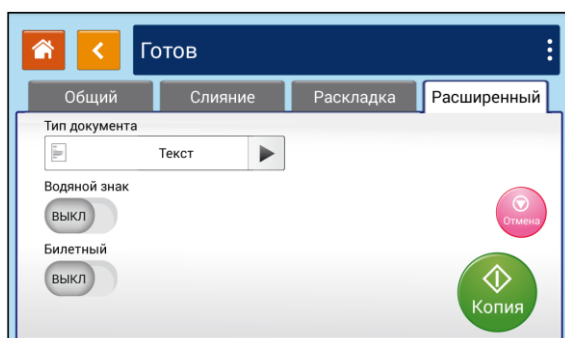 Готов
Общий Слияние Раскладка Расширенный
Тип документа
Текст
Водяной знак
ВЫКЛ
Отмена
Билетный
ВЫКЛ
Копия